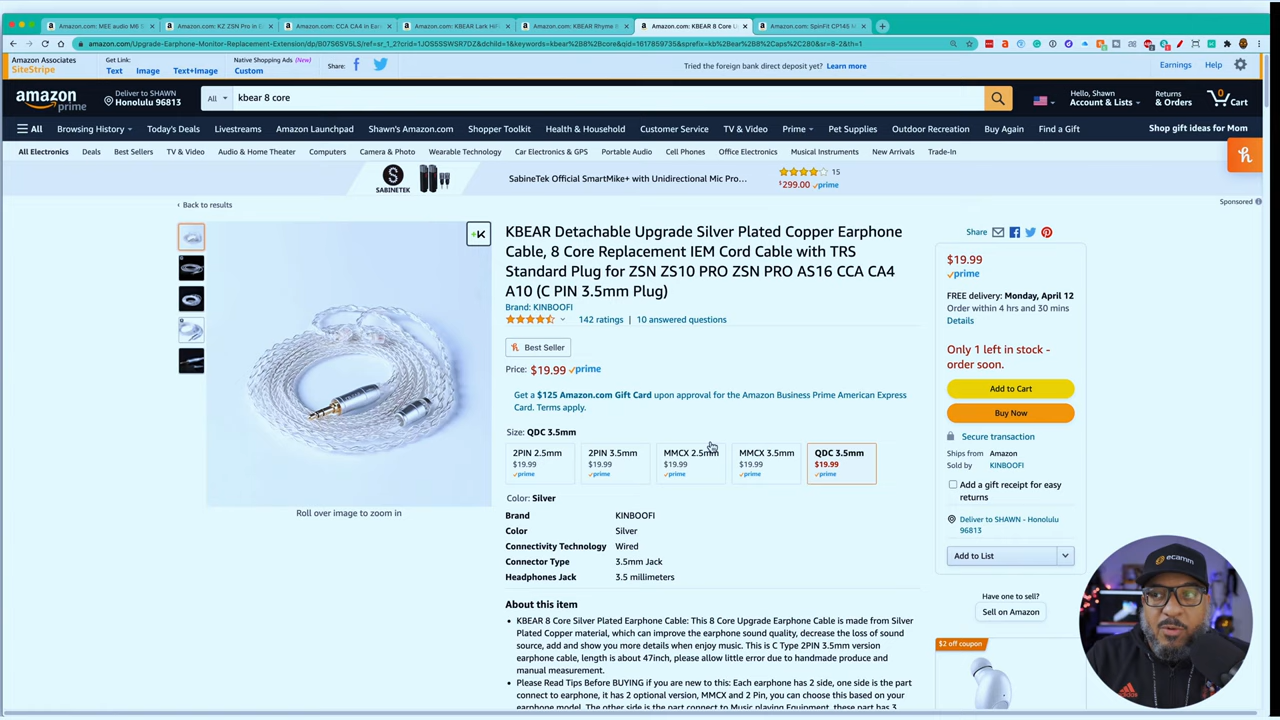 Amazon.com: MEE audio M6 S
Amazon.com: KZ ZSN Pro in E
Amazon.com: CCA CA4 in Ear
Amazon.com: KBEAR Lark HiF
Amazon.com: KBEAR Rhyme B
Amazon.com: KBEAR 8 Core U
Amazon.com: SpinFit CP145 M
amazon.com/Upgrade-Earphone-Monitor-Replacement-Extension/dp/B07S6SV5LS/ref=sr_1_2?crid=1JOSSSSWSR7DZ&dchild=1&keywords=kbear%2B8%2Bcore&qid=1617859735&sprefix=kb%2Bear%2B8%2Caps%2C280&sr=8-2&th=1
Amazon Associates
SiteStripe
Get Link:
Text Image Text+Image
Native Shopping Ads (New)
Custom
Share:
Tried the foreign bank direct deposit yet? Learn more
Earnings Help
amazon prime
Deliver to SHAWN
Honolulu 96813
All kbear 8 core
Hello, Shawn
Account & Lists
Returns
& Orders
0
Cart
All Browsing History Today's Deals Livestreams Amazon Launchpad Shawn's Amazon.com Shopper Toolkit Health & Household Customer Service TV & Video Prime Pet Supplies Outdoor Recreation Buy Again Find a Gift Shop gift ideas for Mom
All Electronics Deals Best Sellers TV & Video Audio & Home Theater Computers Camera & Photo Wearable Technology Car Electronics & GPS Portable Audio Cell Phones Office Electronics Musical Instruments New Arrivals Trade-In
SABINETEK
SabineTek Official SmartMike+ with Unidirectional Mic Pro...
15
$299.00 prime
Sponsored
‹ Back to results
+K
KBEAR Detachable Upgrade Silver Plated Copper Earphone
Cable, 8 Core Replacement IEM Cord Cable with TRS
Standard Plug for ZSN ZS10 PRO ZSN PRO AS16 CCA CA4
A10 (C PIN 3.5mm Plug)
Brand: KINBOOFI
142 ratings | 10 answered questions
Best Seller
Price: $19.99 prime
Get a $125 Amazon.com Gift Card upon approval for the Amazon Business Prime American Express
Card. Terms apply.
Size: QDC 3.5mm
2PIN 2.5mm 2PIN 3.5mm MMCX 2.5mm MMCX 3.5mm QDC 3.5mm
$19.99 $19.99 $19.99 $19.99 $19.99
prime prime prime prime prime
Roll over image to zoom in
Color: Silver
Brand KINBOOFI
Color Silver
Connectivity Technology Wired
Connector Type 3.5mm Jack
Headphones Jack 3.5 millimeters
About this item
• KBEAR 8 Core Silver Plated Earphone Cable: This 8 Core Upgrade Earphone Cable is made from Silver
Plated Copper material, which can improve the earphone sound quality, decrease the loss of sound
source, add and show you more details when enjoy music. This is C Type 2PIN 3.5mm version
earphone cable, length is about 47inch, please allow little error due to handmade produce and
manual measurement.
• Please Read Tips Before BUYING if you are new to this: Each earphone has 2 side, one side is the part
connect to earphone, it has 2 optional version, MMCX and 2 Pin, you can choose this based on your
earphone model. The other side is the part connect to Music playing Equipment, these part has 3
Share
$19.99
prime
FREE delivery: Monday, April 12
Order within 4 hrs and 30 mins
Details
Only 1 left in stock -
order soon.
Add to Cart
Buy Now
Secure transaction
Ships from Amazon
Sold by KINBOOFI
Add a gift receipt for easy
returns
Deliver to SHAWN - Honolulu
96813
Add to List
Have one to sell?
Sell on Amazon
$2 off coupon
ecamm
adidas